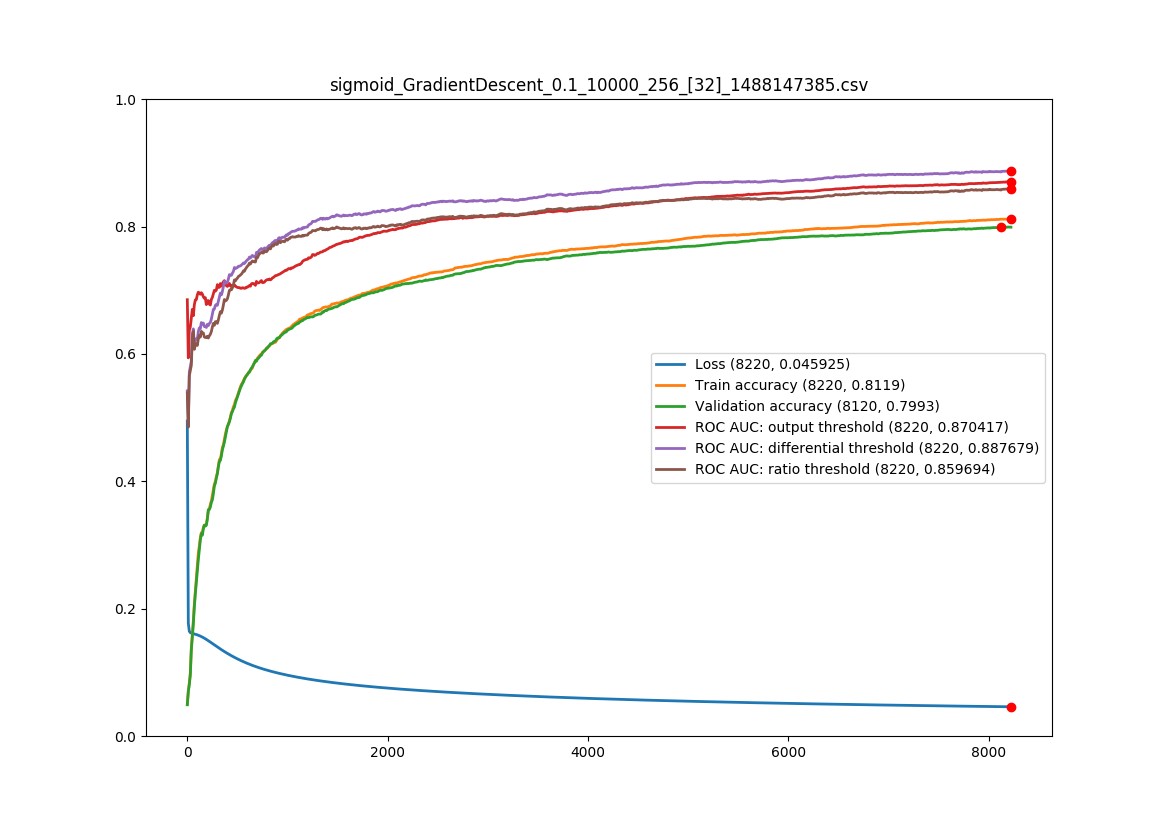 sigmoid_GradientDescent_0.1_10000_256_[32]_1488147385.csv
1.0
0.8
0.6
0.4
0.2
0.0
Loss (8220, 0.045925)
Train accuracy (8220, 0.8119)
Validation accuracy (8120, 0.7993)
ROC AUC: output threshold (8220, 0.870417)
ROC AUC: differential threshold (8220, 0.887679)
ROC AUC: ratio threshold (8220, 0.859694)
0 2000 4000 6000 8000